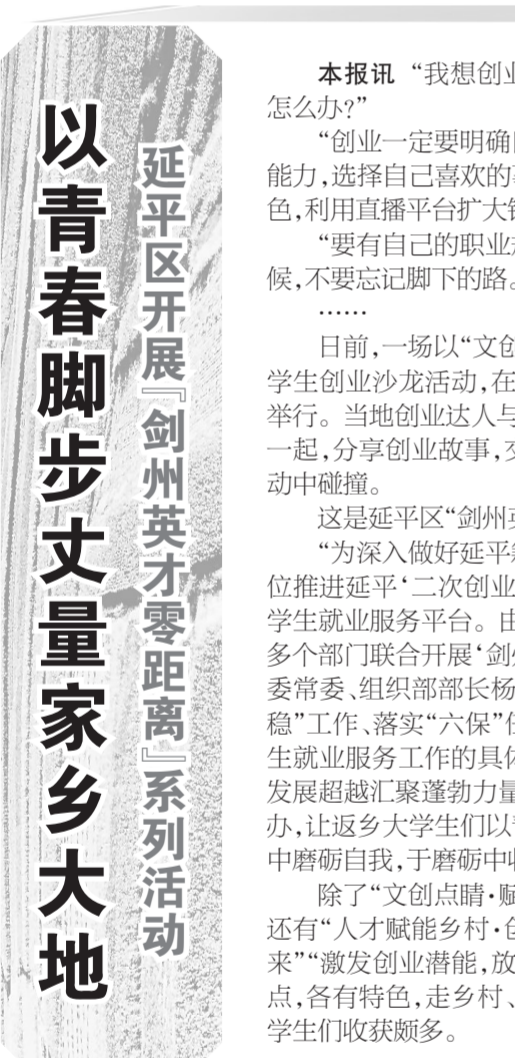 以青春脚步丈量家乡大地
延平区开展『剑州英才零距离』系列活动
本报讯 “我想创业
怎么办?”
“创业一定要明确
能力,选择自己喜欢的
色,利用直播平台扩大
“要有自己的职业
候,不要忘记脚下的路。
……
日前,一场以“文创
学生创业沙龙活动,在
举行。当地创业达人与
一起,分享创业故事,交
动中碰撞。
这是延平区“剑州英
“为深入做好延平籍
位推进延平‘二次创业
学生就业服务平台。由
多个部门联合开展‘剑州
委常委、组织部部长杨
稳”工作、落实“六保”任
生就业服务工作的具体
发展超越汇聚蓬勃力量
办,让返乡大学生们以青
中磨砺自我,于磨砺中收
除了“文创点睛·赋
还有“人才赋能乡村·创
来”“激发创业潜能,放
点,各有特色,走乡村、
学生们收获颇多。